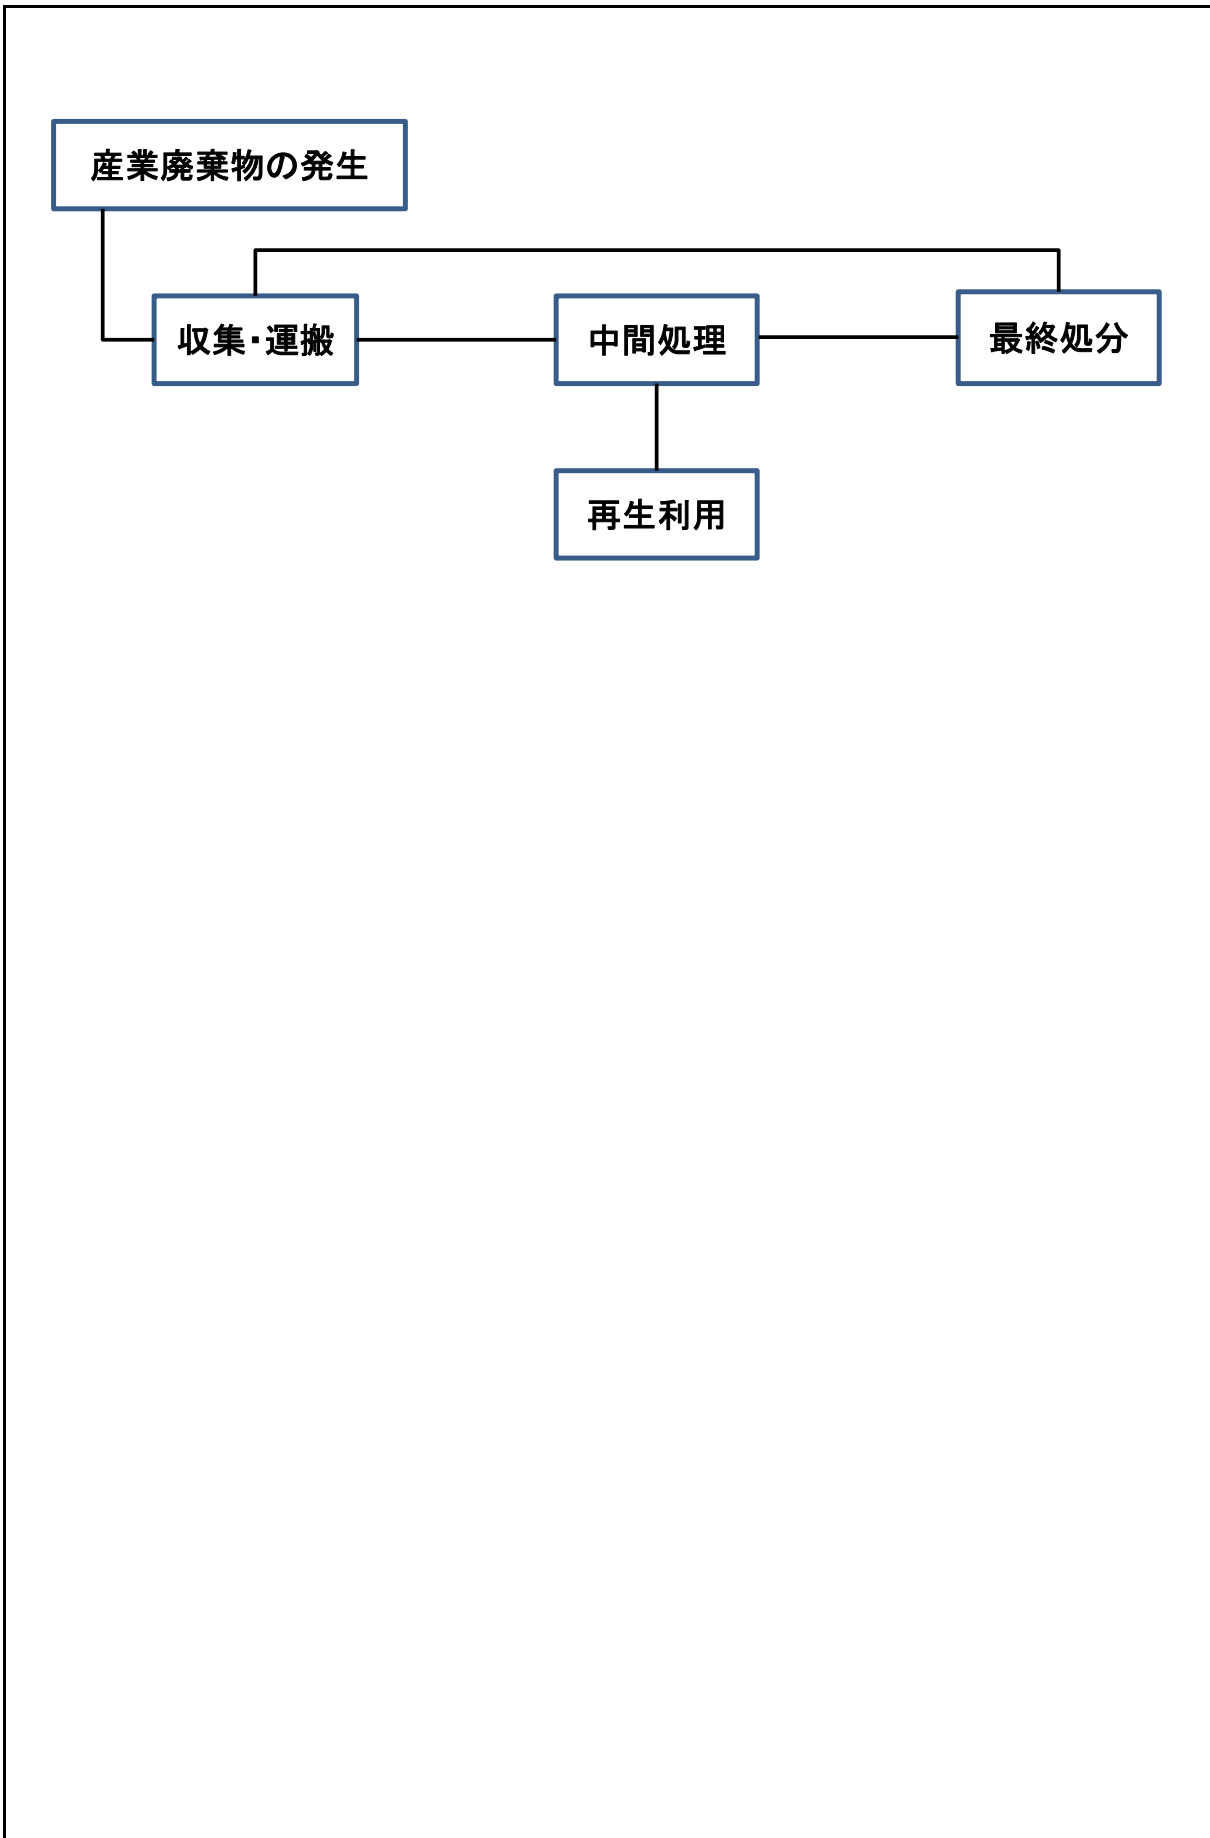 産業廃棄物の発生
収集・運搬
中間処理
最終処分
再生利用